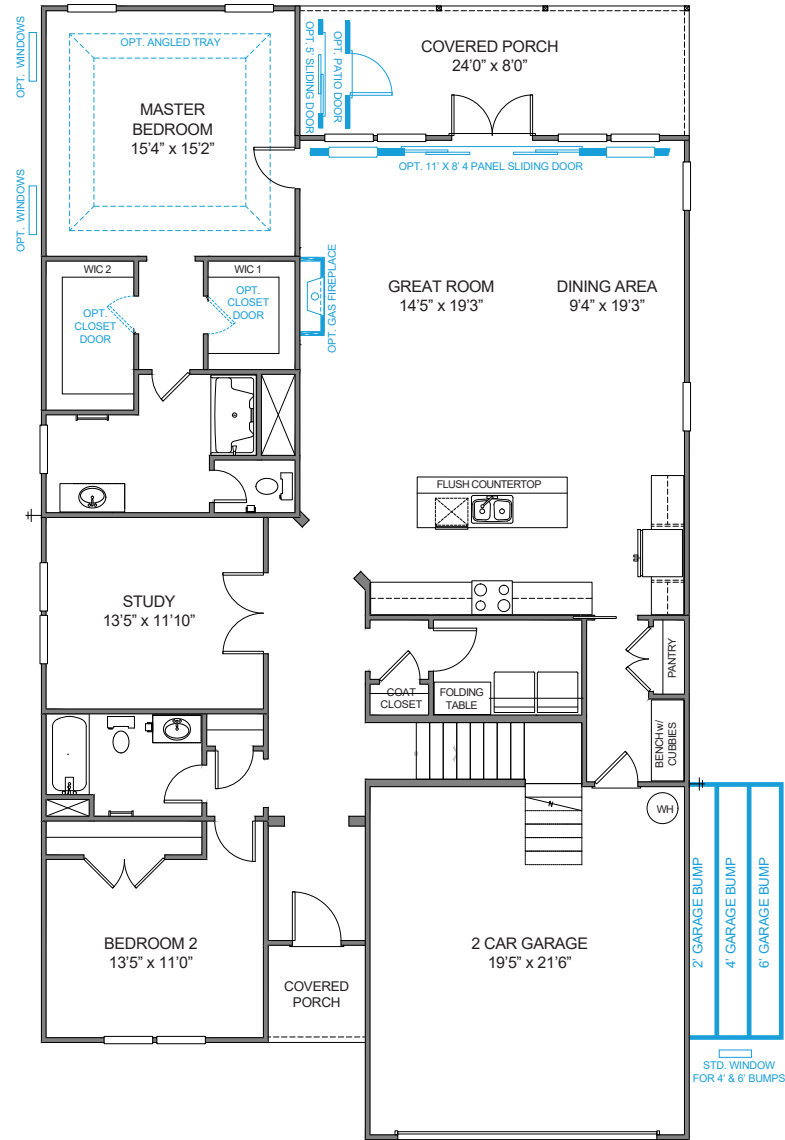 OPT. WINDOWS
OPT. ANGLED TRAY
MASTER
BEDROOM
15'4" x 15'2"
OPT. WINDOWS
OPT. 5' SLIDING DOOR
OPT. PATIO DOOR
COVERED PORCH
24'0" x 8'0"
OPT. 11' X 8' 4 PANEL SLIDING DOOR
WIC 2
WIC 1
OPT.
CLOSET
DOOR
OPT.
CLOSET
DOOR
OPT. GAS FIREPLACE
GREAT ROOM
14'5" x 19'3"
DINING AREA
9'4" x 19'3"
FLUSH COUNTERTOP
STUDY
13'5" x 11'10"
COAT
CLOSET
FOLDING
TABLE
PANTRY
BENCH w/
CUBBIES
WH
BEDROOM 2
13'5" x 11'0"
COVERED
PORCH
2 CAR GARAGE
19'5" x 21'6"
2' GARAGE BUMP
4' GARAGE BUMP
6' GARAGE BUMP
STD. WINDOW
FOR 4' & 6' BUMPS